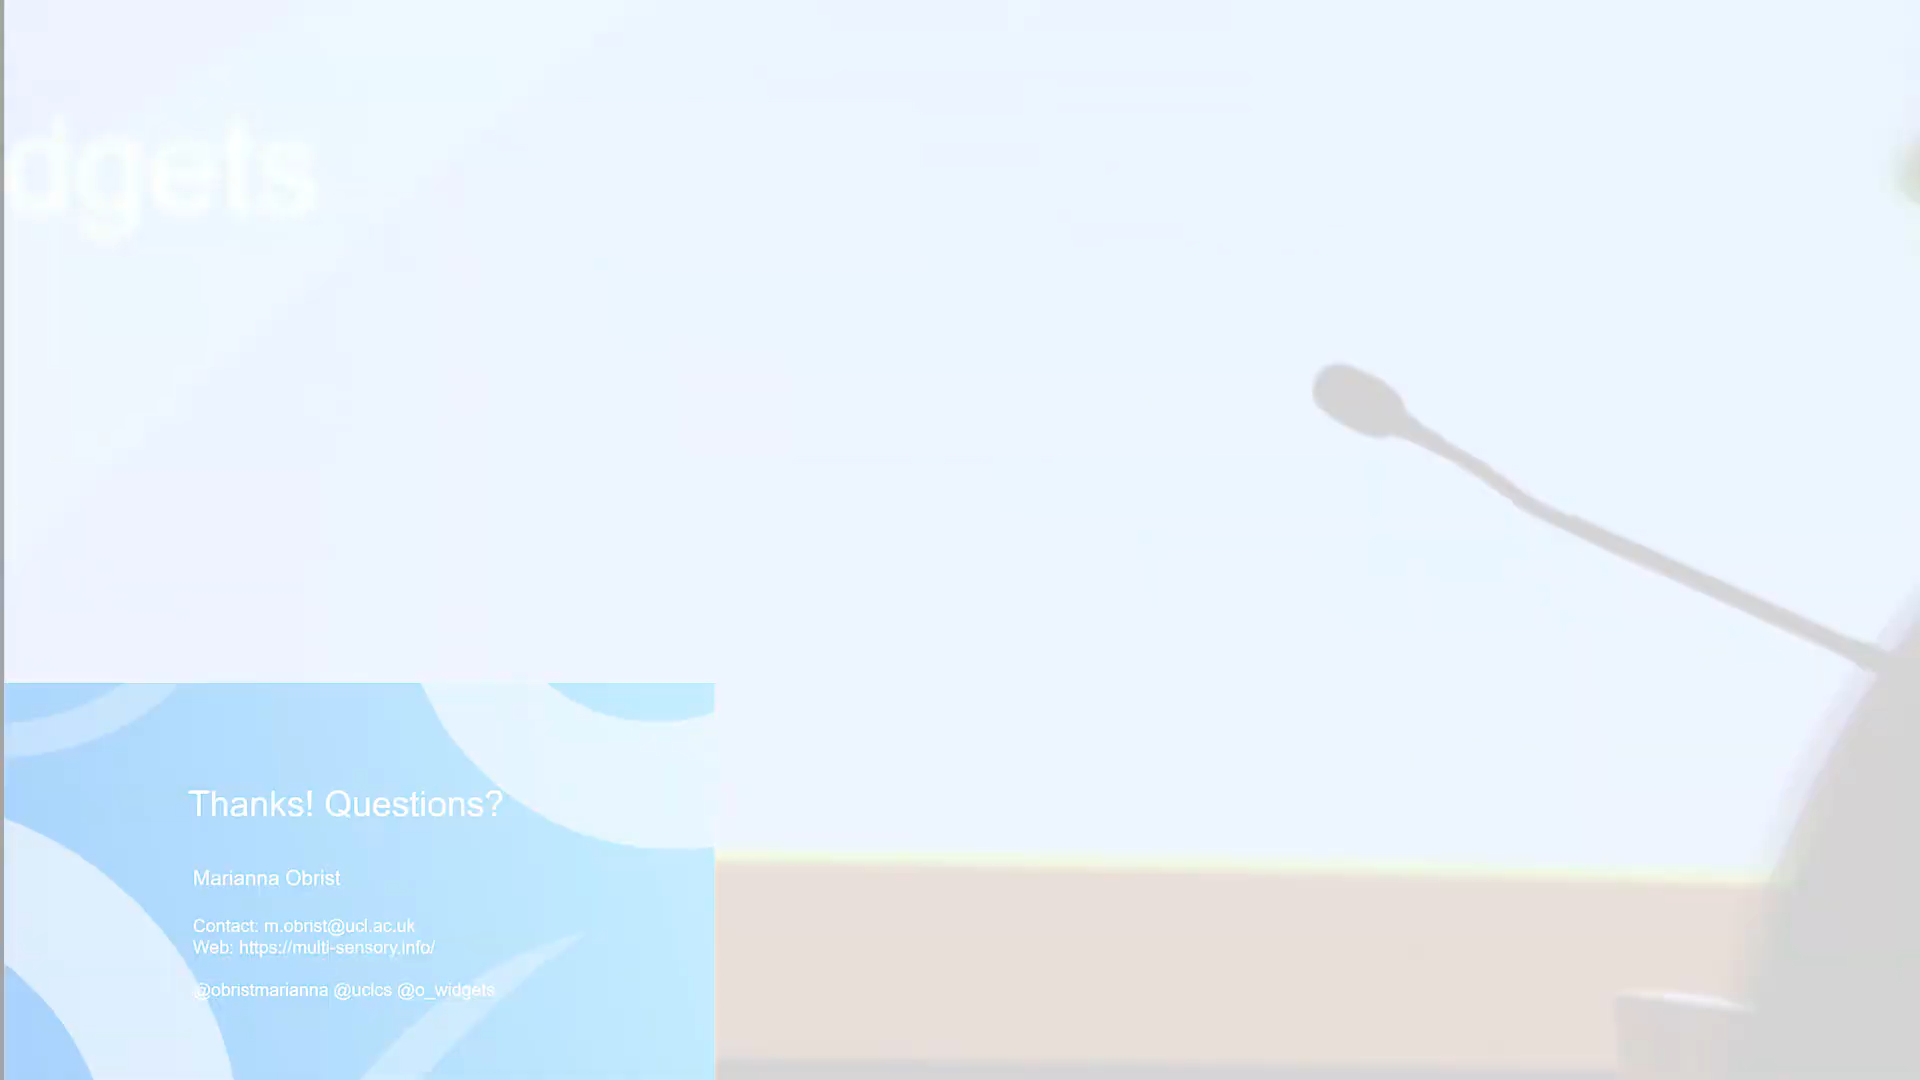 dgets
Thanks! Questions?
Marianna Obrist
Contact: m.obrist@ucl.ac.uk
Web: https://multi-sensory.info/
@obristmarianna @uclcs @o_widgets